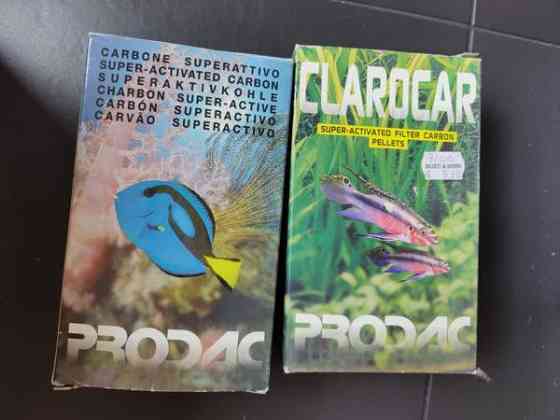 CARBONE SUPERATTIVO
SUPER-ACTIVATED CARBON
SUPERAKTIVKOHLE
CHARBON SUPER-ACTIVE
CARBÓN SUPERACTIVO
CARVÃO SUPERACTIVO
PRODAC
CLAROCAR
SUPER-ACTIVATED FILTER CARBON
PELLETS
PRODAC